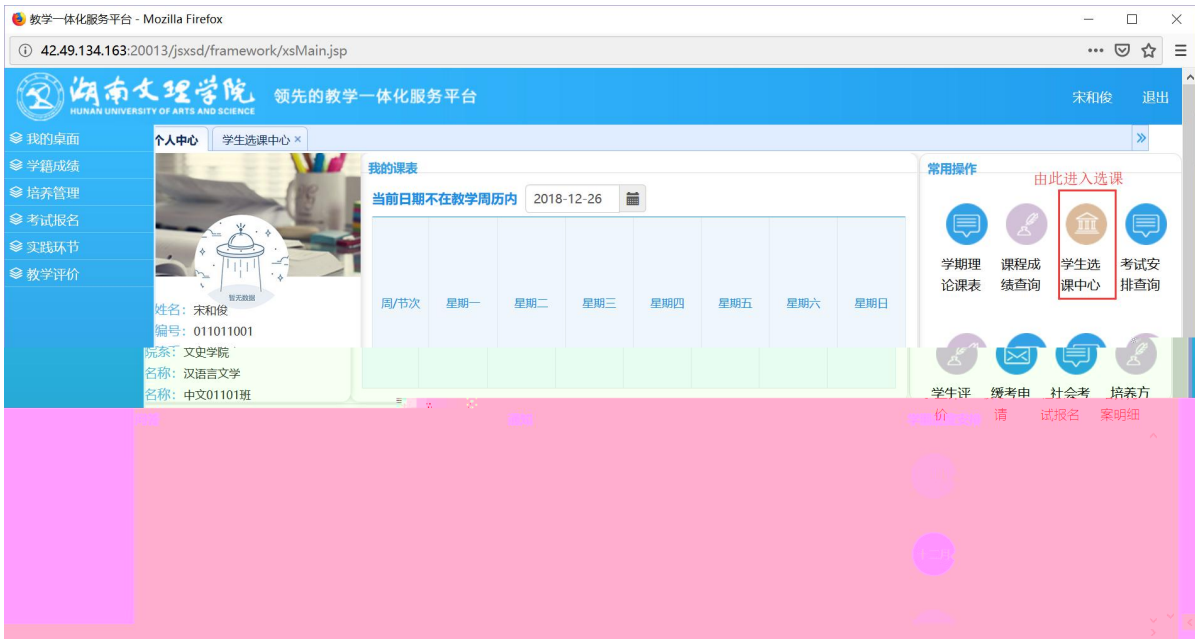 教学一体化服务平台 - Mozilla Firefox
42.49.134.163:20013/jsxsd/framework/xsMain.jsp
湖南文理学院
HUNAN UNIVERSITY OF ARTS AND SCIENCE
领先的教学一体化服务平台
宋和俊 退出
我的桌面
学籍成绩
培养管理
考试报名
实践环节
教学评价
个人中心 学生选课中心 ×
暂无数据
姓名：宋和俊
编号：011011001
院系：文史学院
名称：汉语言文学
名称：中文01101班
我的课表
当前日期不在教学周历内 2018-12-26
周/节次 星期一 星期二 星期三 星期四 星期五 星期六 星期日
常用操作
由此进入选课
学期理论课表
课程成绩查询
学生选课中心
考试安排查询
学生评价
缓考申请
社会考试报名
培养方案明细